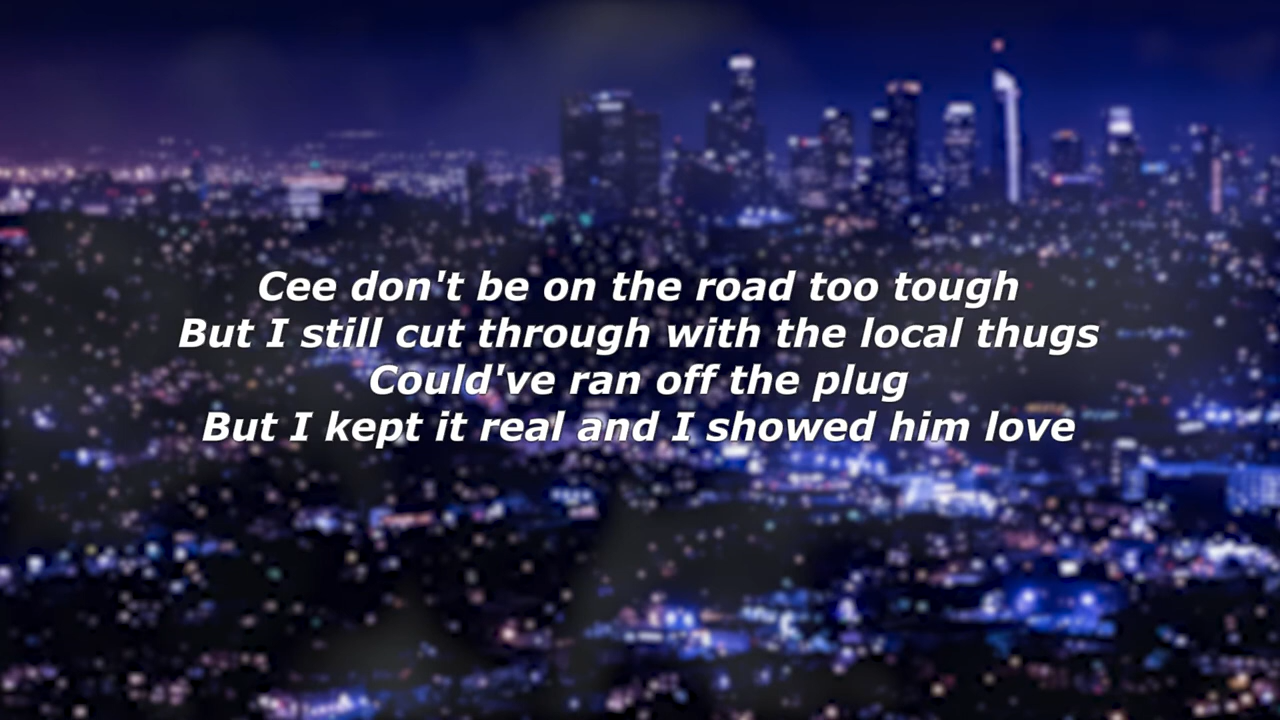 Cee don't be on the road too tough
But I still cut through with the local thugs
Could've ran off the plug
But I kept it real and I showed him love